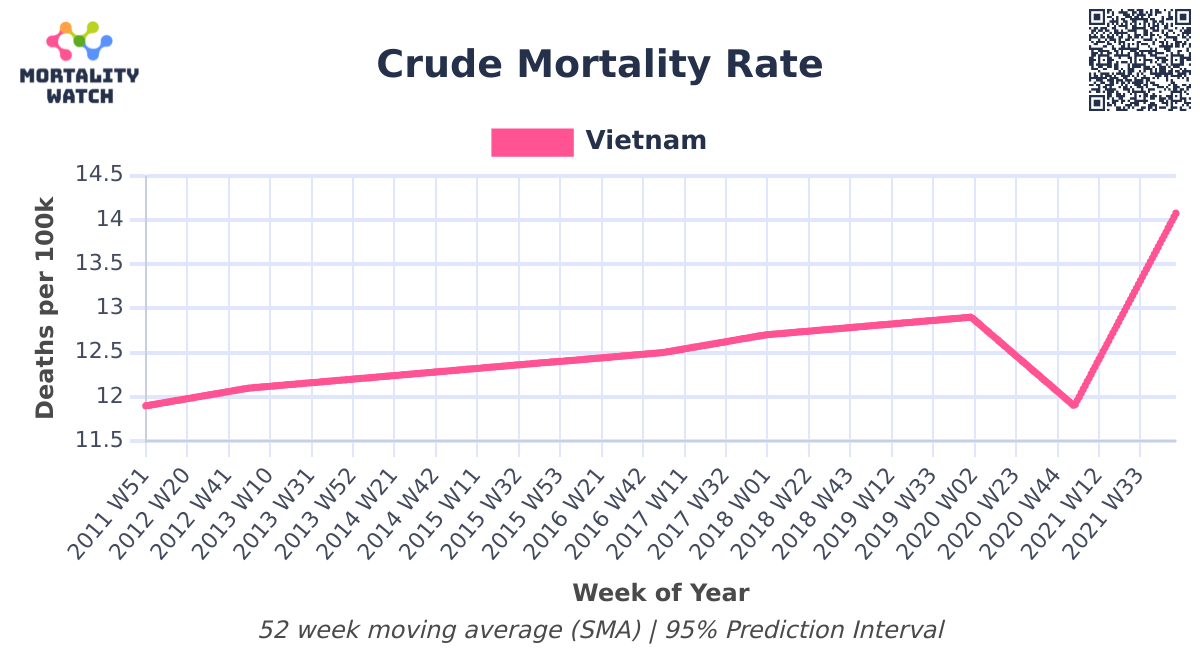 MORTALITY
WATCH
Crude Mortality Rate
Vietnam
Deaths per 100k
14.5
14
13.5
13
12.5
12
11.5
2011 W51
2012 W20
2012 W41
2013 W10
2013 W31
2013 W52
2014 W21
2014 W42
2015 W11
2015 W32
2015 W53
2016 W21
2016 W42
2017 W11
2017 W32
2018 W01
2018 W22
2018 W43
2019 W12
2019 W33
2020 W02
2020 W23
2020 W44
2021 W12
2021 W33
Week of Year
52 week moving average (SMA) | 95% Prediction Interval